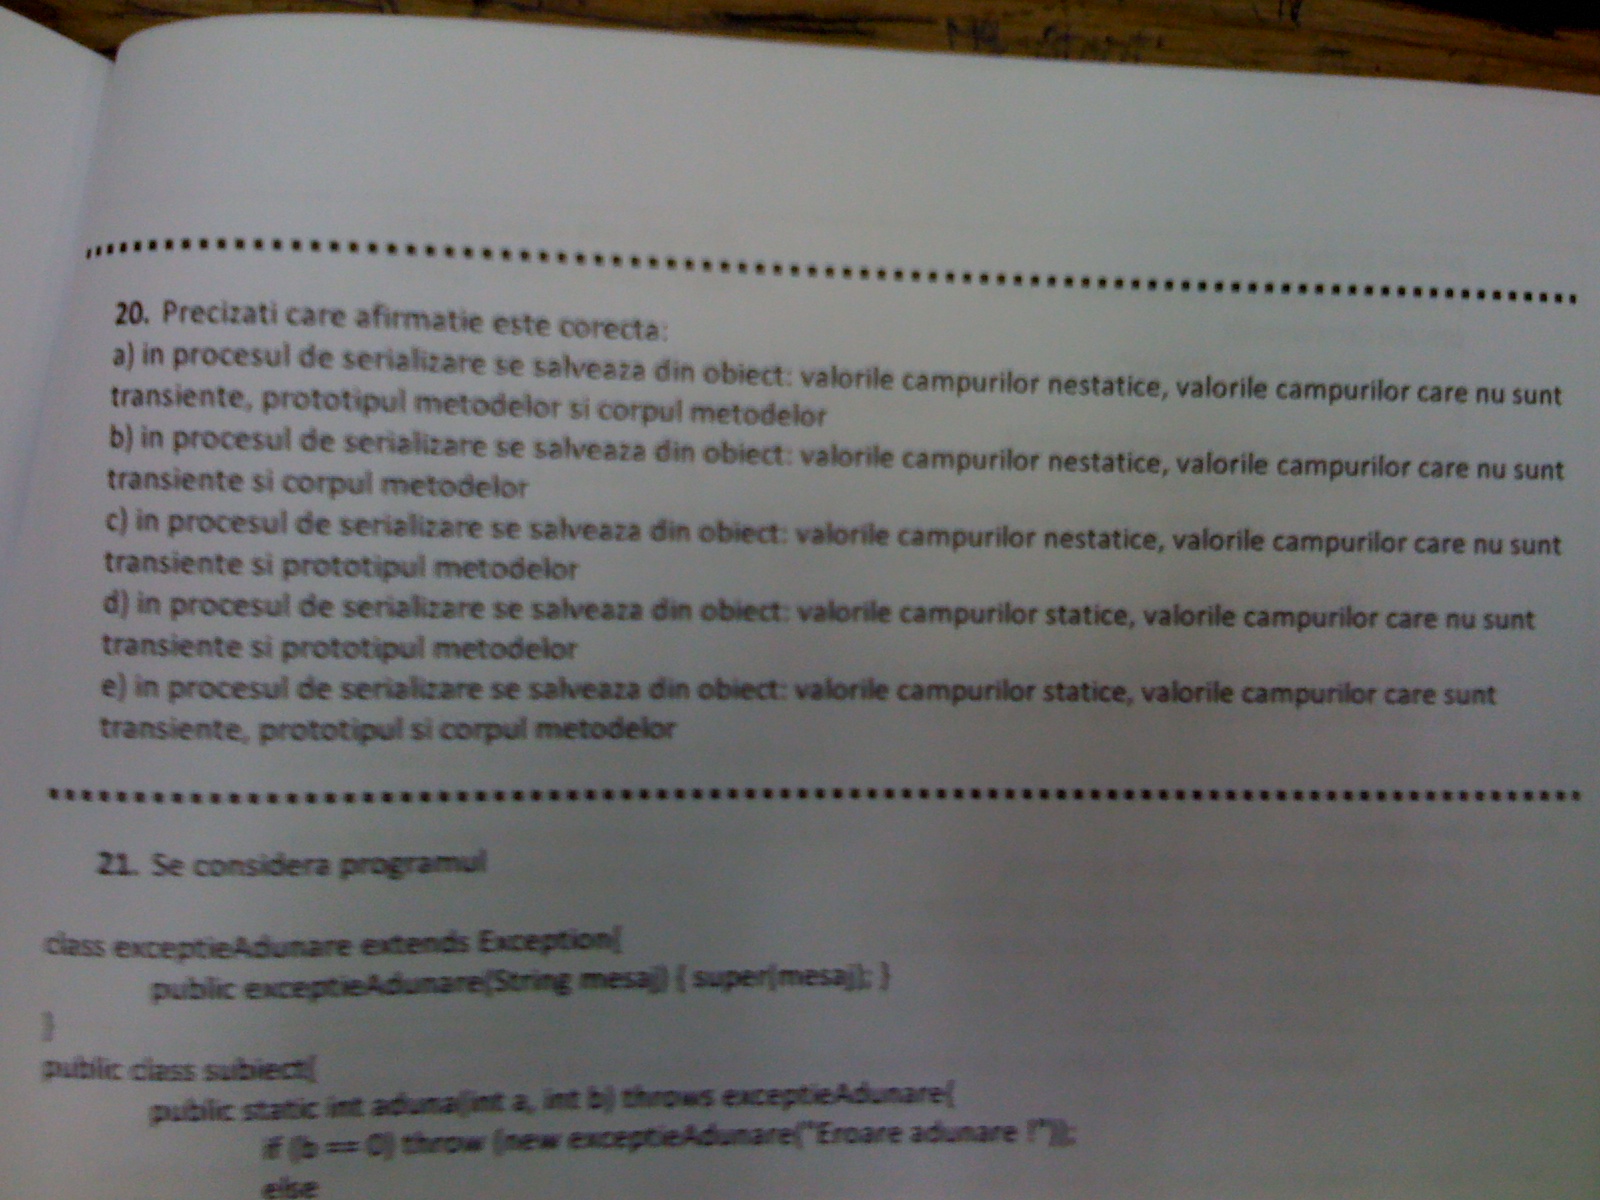 20. Precizati care afirmatie este corecta:
a) in procesul de serializare se salveaza din obiect: valorile campurilor nestatice, valorile campurilor care nu sunt
transiente, prototipul metodelor si corpul metodelor
b) in procesul de serializare se salveaza din obiect: valorile campurilor nestatice, valorile campurilor care nu sunt
transiente si corpul metodelor
c) in procesul de serializare se salveaza din obiect: valorile campurilor nestatice, valorile campurilor care nu sunt
transiente si prototipul metodelor
d) in procesul de serializare se salveaza din obiect: valorile campurilor statice, valorile campurilor care nu sunt
transiente si prototipul metodelor
e) in procesul de serializare se salveaza din obiect: valorile campurilor statice, valorile campurilor care sunt
transiente, prototipul si corpul metodelor
21. Se considera programul
class exceptieAdunare extends Exception{
public exceptieAdunare(String mesaj) { super(mesaj); }
}
public class subiect{
public static int aduna(int a, int b) throws exceptieAdunare{
if (b == 0) throw (new exceptieAdunare("Eroare adunare !"));
else